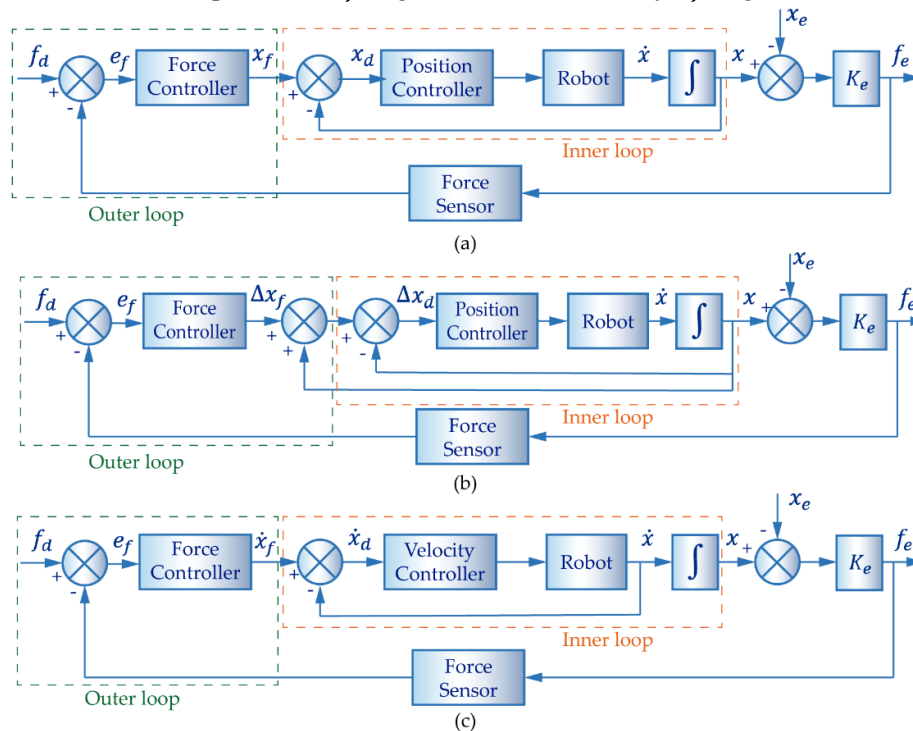 x_e
f_d e_f Force Controller x_f x_d Position Controller Robot ẋ ∫ x K_e f_e
+ - + - + -
Inner loop
Force
Sensor
Outer loop
(a)
x_e
f_d e_f Force Controller Δx_f Δx_d Position Controller Robot ẋ ∫ x K_e f_e
+ - + + + - + -
Inner loop
Force
Sensor
Outer loop
(b)
x_e
f_d e_f Force Controller ẋ_f ẋ_d Velocity Controller Robot ẋ ∫ x K_e f_e
+ - + - + -
Inner loop
Force
Sensor
Outer loop
(c)